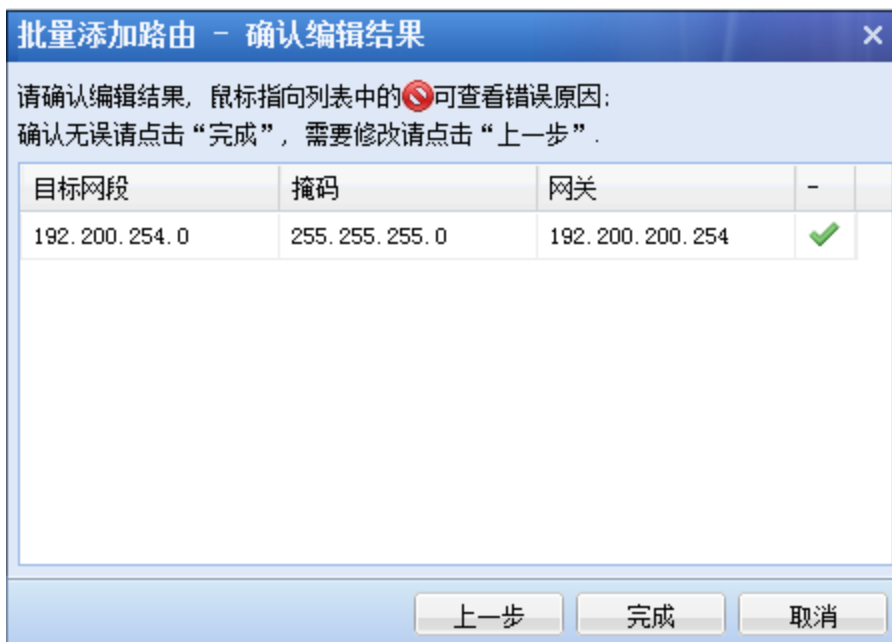 批量添加路由 - 确认编辑结果
请确认编辑结果, 鼠标指向列表中的可查看错误原因;
确认无误请点击“完成”, 需要修改请点击“上一步”.
目标网段 掩码 网关 -
192.200.254.0 255.255.255.0 192.200.200.254
上一步 完成 取消